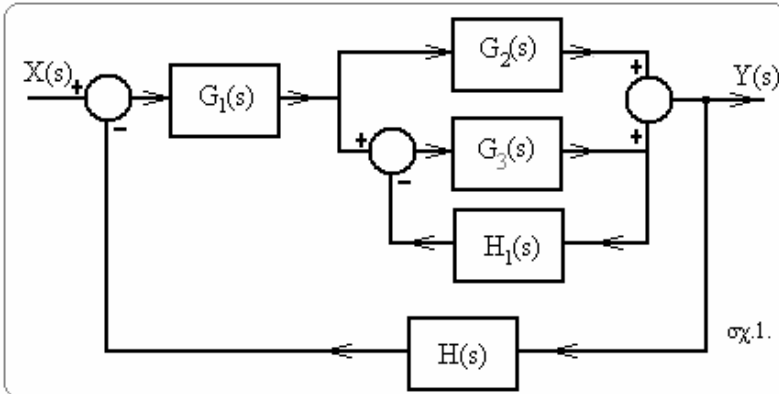 G₂(s)
X(s)
+
+
Y(s)
G₁(s)
-
+
+
G₃(s)
-
H₁(s)
σχ.1.
H(s)